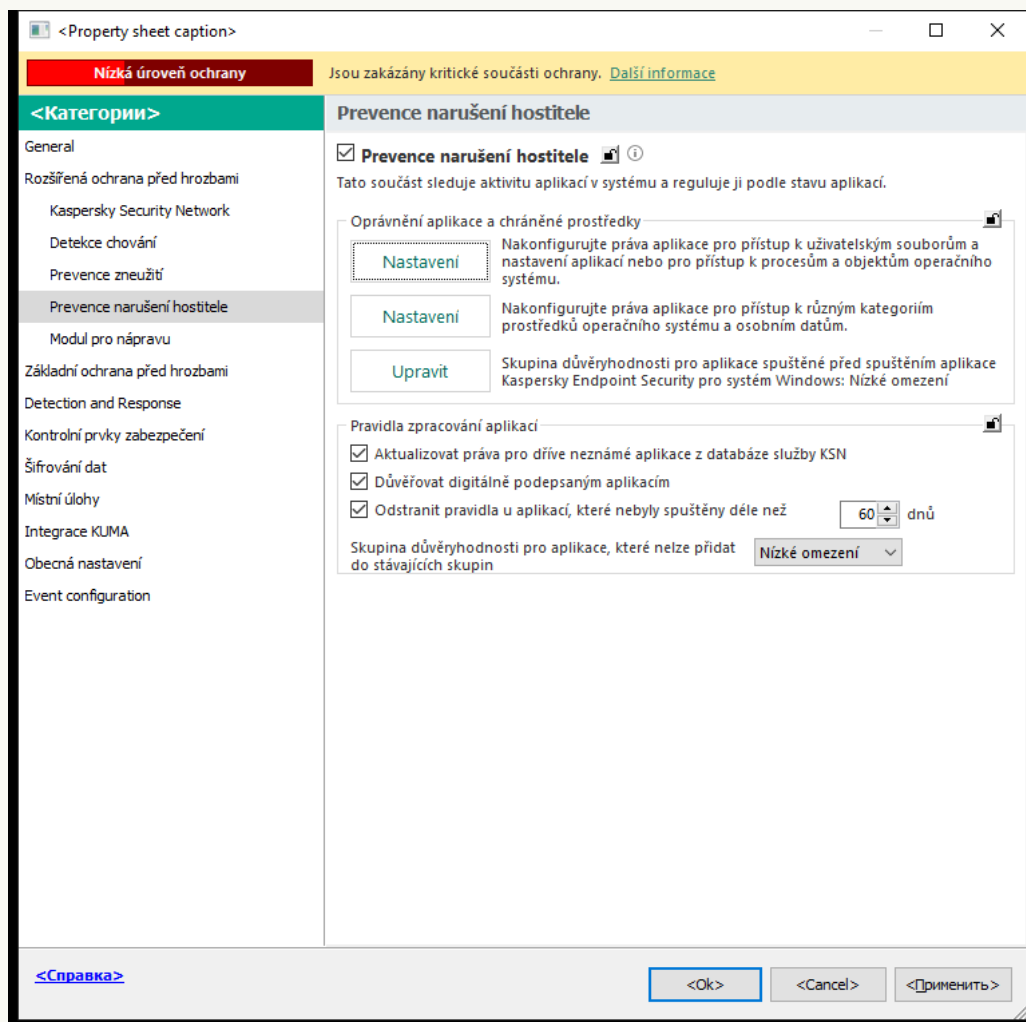 <Property sheet caption>
Nízká úroveň ochrany
Jsou zakázány kritické součásti ochrany. Další informace
<Категории>
General
Rozšířená ochrana před hrozbami
Kaspersky Security Network
Detekce chování
Prevence zneužití
Prevence narušení hostitele
Modul pro nápravu
Základní ochrana před hrozbami
Detection and Response
Kontrolní prvky zabezpečení
Šifrování dat
Místní úlohy
Integrace KUMA
Obecná nastavení
Event configuration
Prevence narušení hostitele
Prevence narušení hostitele
Tato součást sleduje aktivitu aplikací v systému a reguluje ji podle stavu aplikací.
Oprávnění aplikace a chráněné prostředky
Nastavení
Nakonfigurujte práva aplikace pro přístup k uživatelským souborům a
nastavení aplikací nebo pro přístup k procesům a objektům operačního
systému.
Nastavení
Nakonfigurujte práva aplikace pro přístup k různým kategoriím
prostředků operačního systému a osobním datům.
Upravit
Skupina důvěryhodnosti pro aplikace spuštěné před spuštěním aplikace
Kaspersky Endpoint Security pro systém Windows: Nízké omezení
Pravidla zpracování aplikací
Aktualizovat práva pro dříve neznámé aplikace z databáze služby KSN
Důvěřovat digitálně podepsaným aplikacím
Odstranit pravidla u aplikací, které nebyly spuštěny déle než
60
dnů
Skupina důvěryhodnosti pro aplikace, které nelze přidat
do stávajících skupin
Nízké omezení
<Справка>
<Ok>
<Cancel>
<Применить>